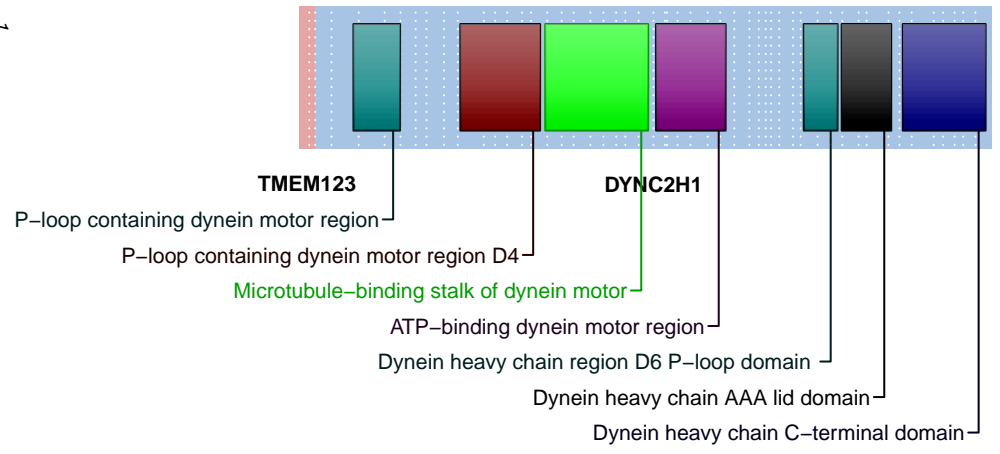 TMEM123 DYNC2H1
P−loop containing dynein motor region
P−loop containing dynein motor region D4
Microtubule−binding stalk of dynein motor
ATP−binding dynein motor region
Dynein heavy chain region D6 P−loop domain
Dynein heavy chain AAA lid domain
Dynein heavy chain C−terminal domain